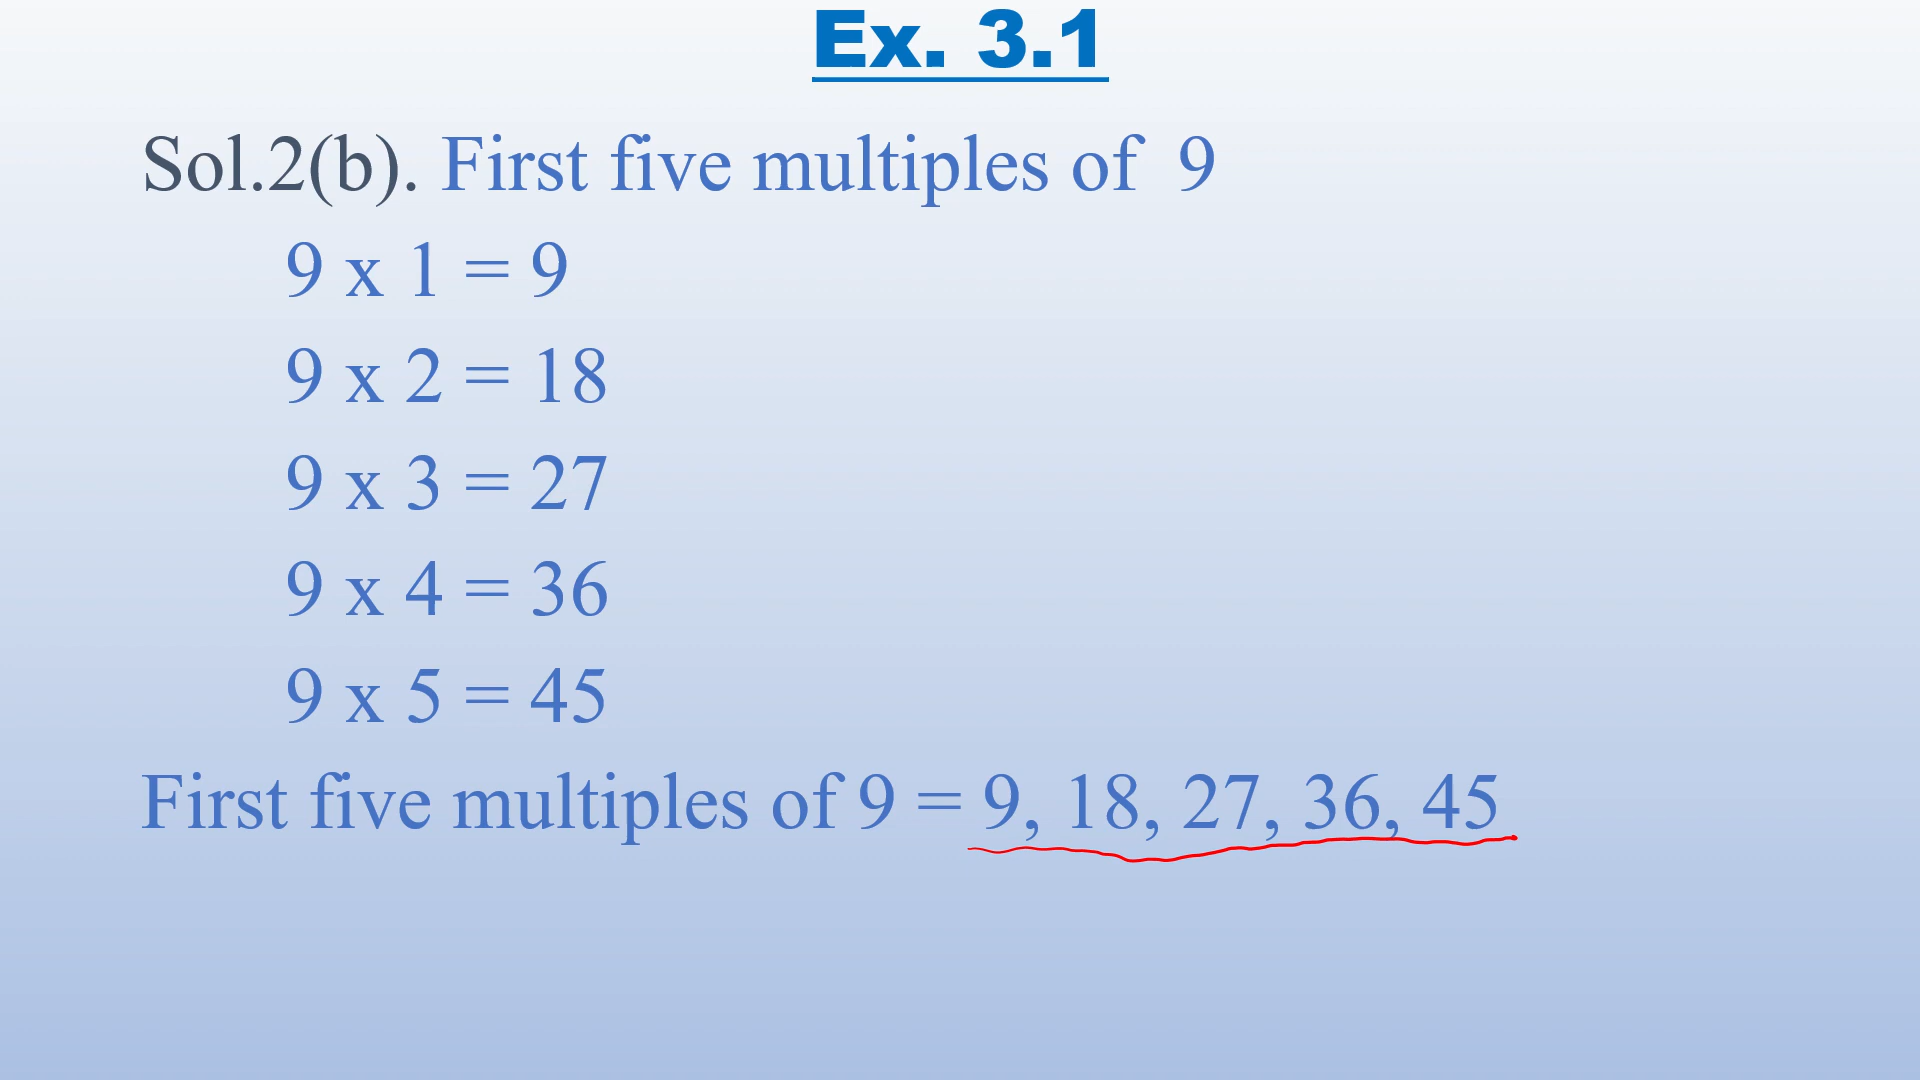 Ex. 3.1
Sol.2(b). First five multiples of 9
9 x 1 = 9
9 x 2 = 18
9 x 3 = 27
9 x 4 = 36
9 x 5 = 45
First five multiples of 9 = 9, 18, 27, 36, 45